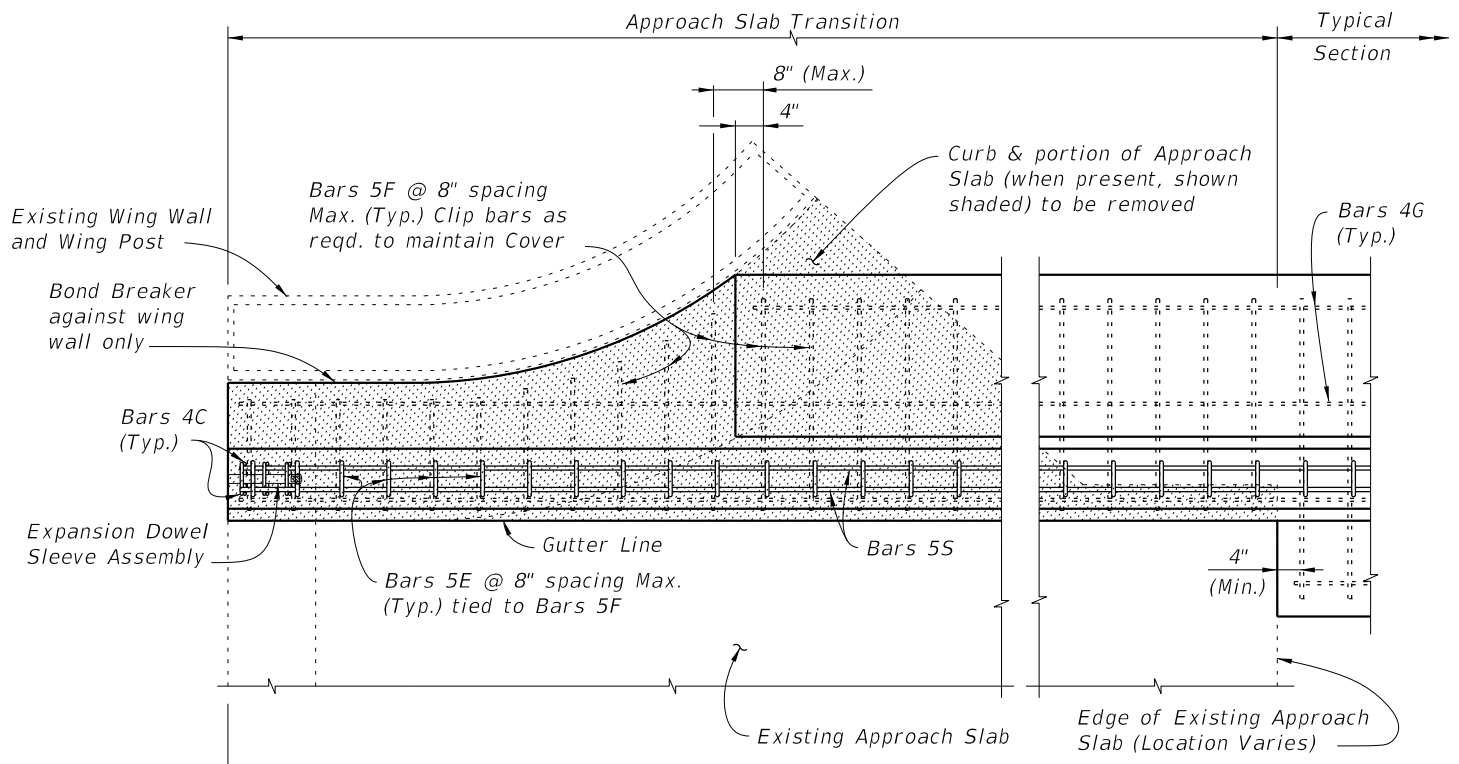 Approach Slab Transition
Typical
Section
8" (Max.)
4"
Curb & portion of Approach
Slab (when present, shown
shaded) to be removed
Bars 5F @ 8" spacing
Max. (Typ.) Clip bars as
reqd. to maintain Cover
Existing Wing Wall
and Wing Post
Bars 4G
(Typ.)
Bond Breaker
against wing
wall only
Bars 4C
(Typ.)
Expansion Dowel
Sleeve Assembly
Gutter Line
Bars 5S
Bars 5E @ 8" spacing Max.
(Typ.) tied to Bars 5F
4"
(Min.)
Existing Approach Slab
Edge of Existing Approach
Slab (Location Varies)